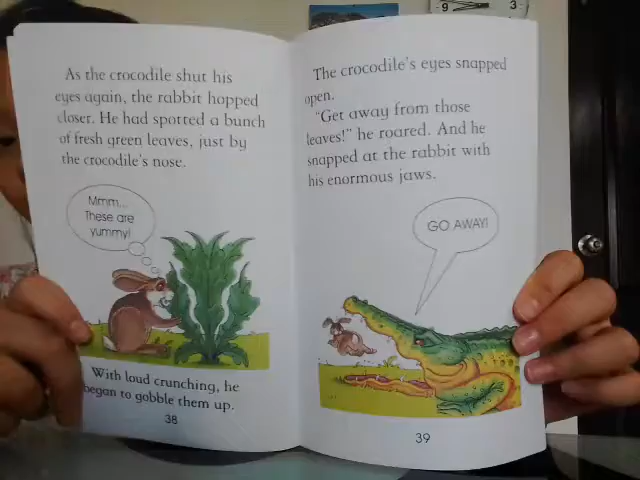 As the crocodile shut his
eyes again, the rabbit hopped
closer. He had spotted a bunch
of fresh green leaves, just by
the crocodile's nose.
Mmm...
These are
yummy!
With loud crunching, he
began to gobble them up.
38
The crocodile's eyes snapped
open.
"Get away from those
leaves!" he roared. And he
snapped at the rabbit with
his enormous jaws.
GO AWAY!
39
9
3